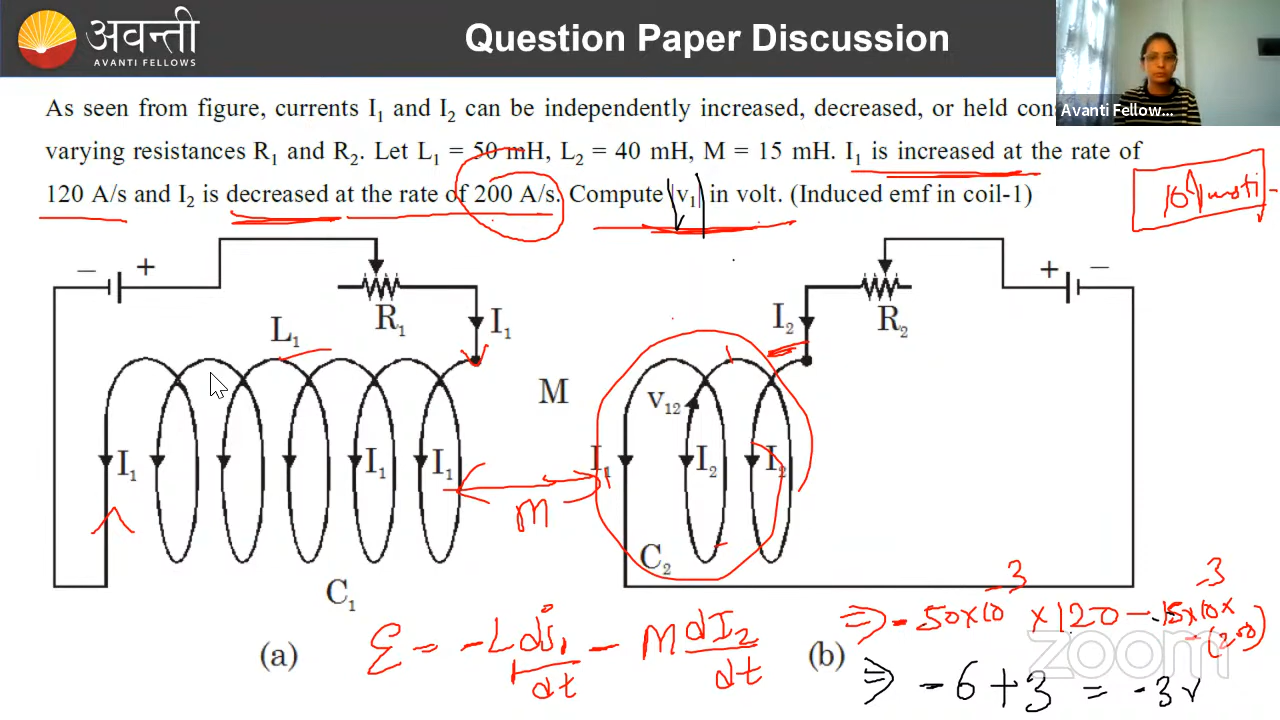 अवन्ती
AVANTI FELLOWS
Question Paper Discussion
Avanti Fellow...
As seen from figure, currents I₁ and I₂ can be independently increased, decreased, or held
varying resistances R₁ and R₂. Let L₁ = 50 mH, L₂ = 40 mH, M = 15 mH. I₁ is increased at the rate of
120 A/s and I₂ is decreased at the rate of 200 A/s. Compute |v₁| in volt. (Induced emf in coil-1)
− +
+ −
R₁
I₁
I₂
R₂
L₁
M
v₁₂
I₁
I₁
I₁
I₁
I₂
I₂
M
C₂
C₁
(a)
ε = -L di₁/dt - M dI₂/dt
(b)
⇒ -50×10⁻³ ×120 - 15×10⁻³× -(200)
zoom
⇒ -6+3 = -3 V